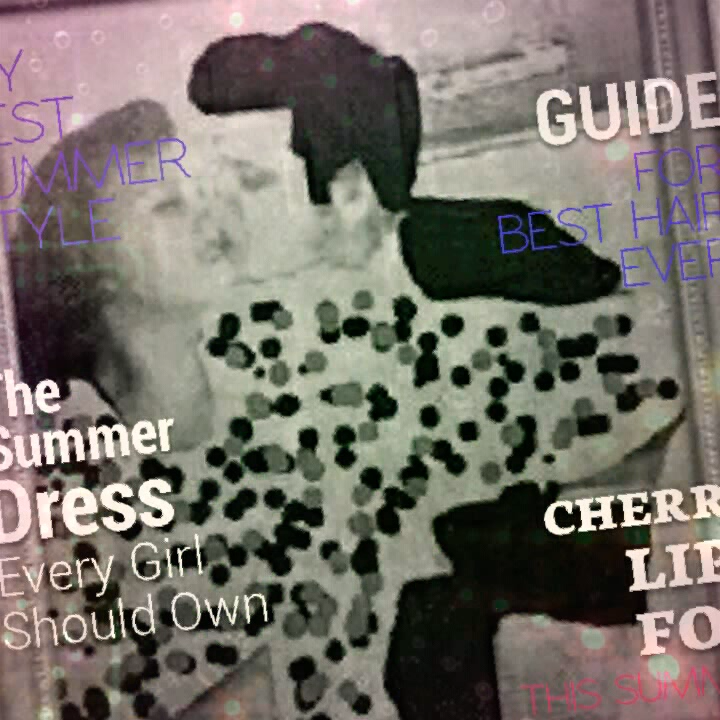 Y
EST
UMMER
TYLE
GUIDE
FOR
BEST HAIR
EVER
The
Summer
Dress
Every Girl
Should Own
CHERR
LIP
FO
THIS SUMM